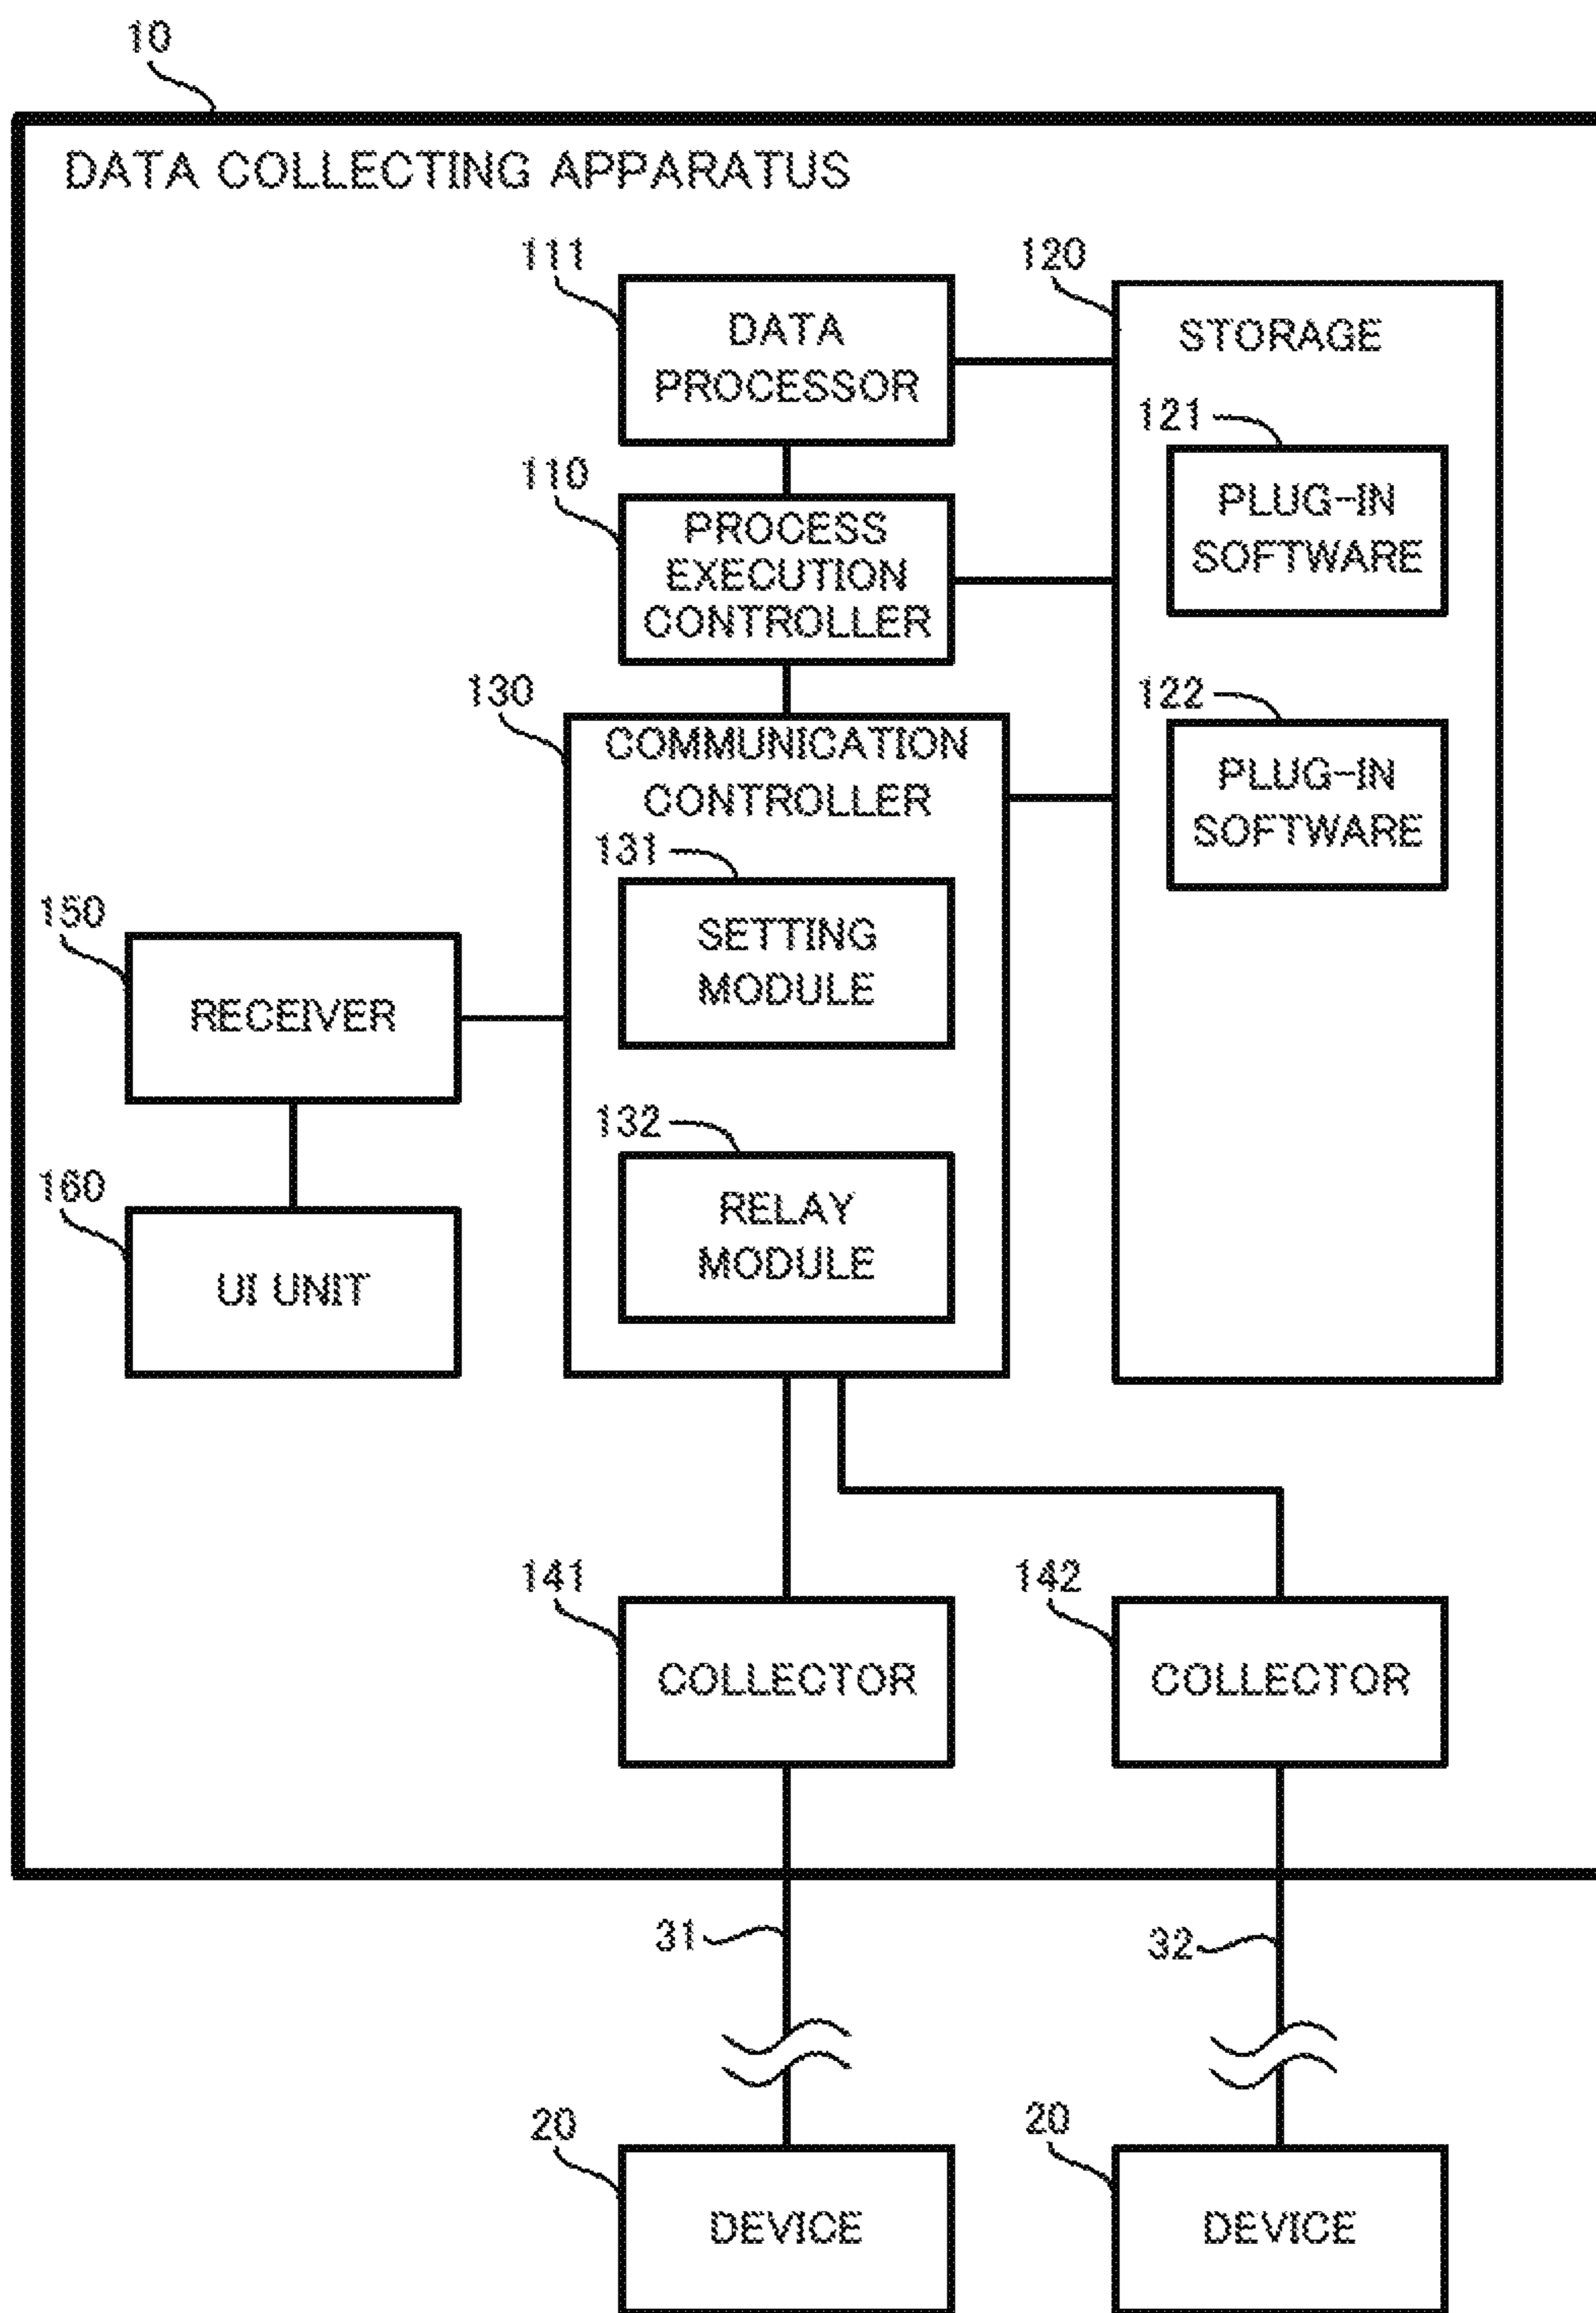 10
DATA COLLECTING APPARATUS
111
DATA
PROCESSOR
120
STORAGE
121
PLUG-IN
SOFTWARE
110
PROCESS
EXECUTION
CONTROLLER
122
PLUG-IN
SOFTWARE
130
COMMUNICATION
CONTROLLER
131
SETTING
MODULE
150
RECEIVER
132
RELAY
MODULE
160
UI UNIT
141
COLLECTOR
142
COLLECTOR
31
32
20
DEVICE
20
DEVICE